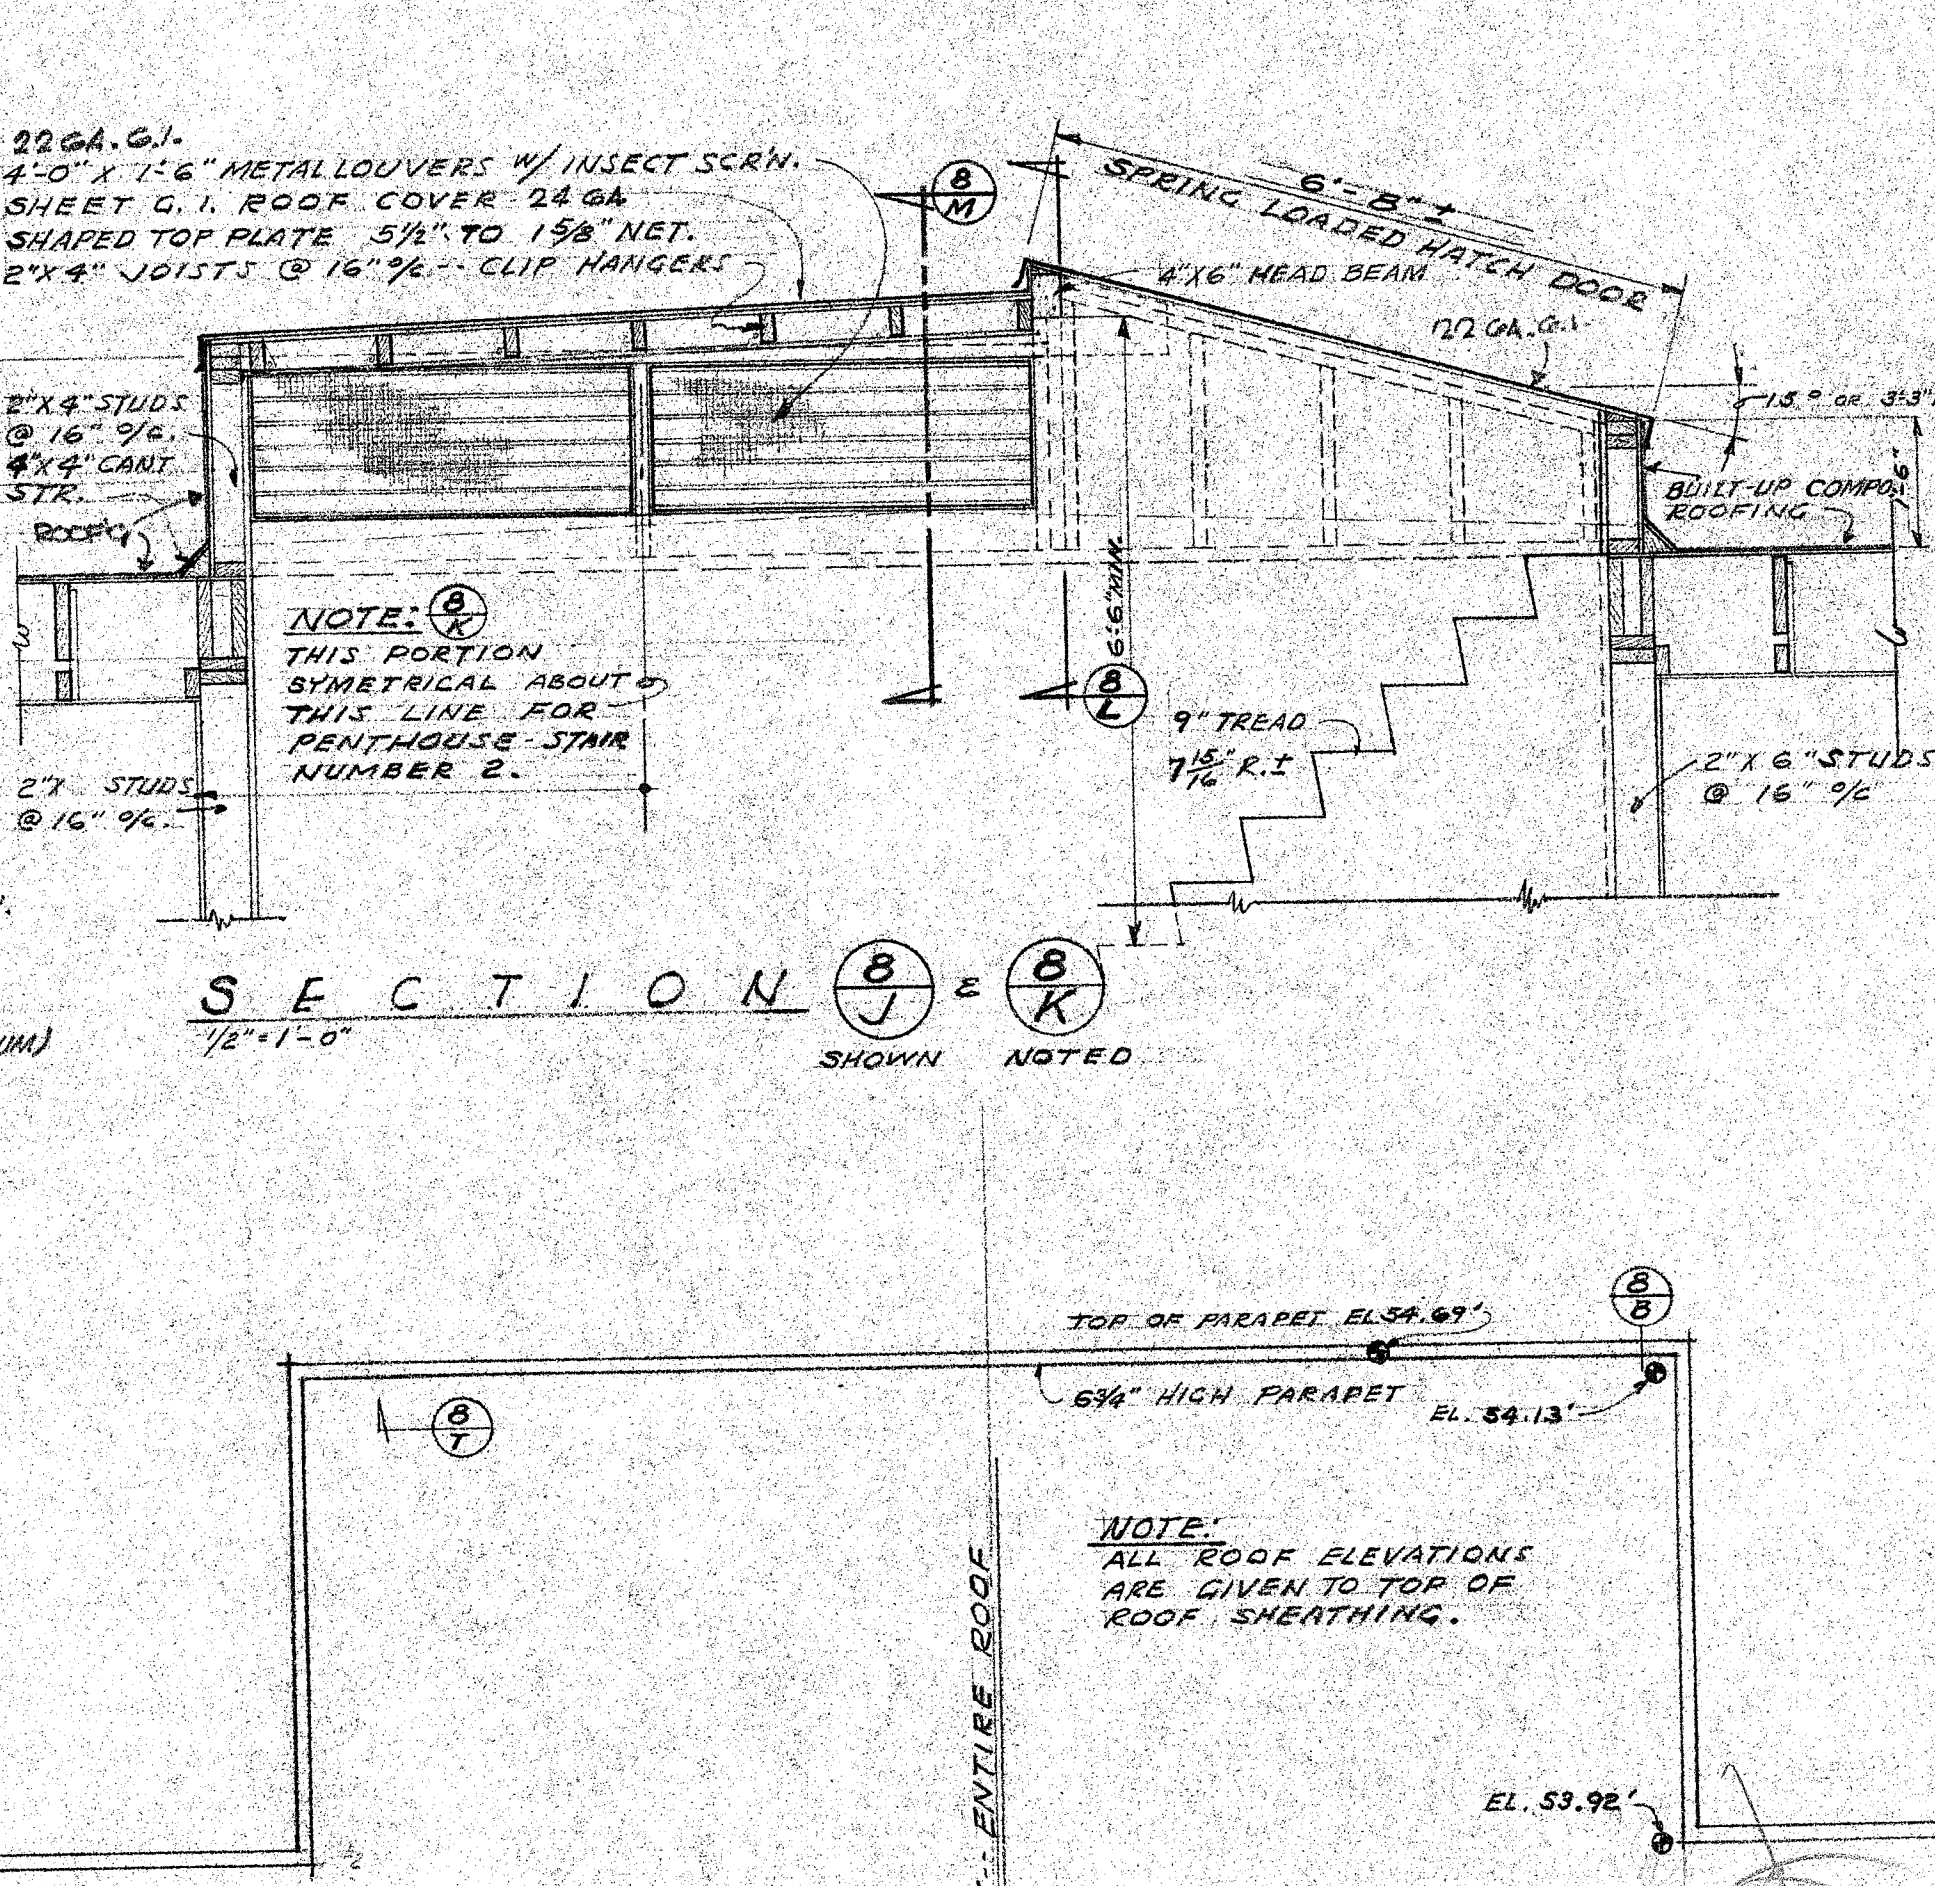 22 GA. G.I.
4'-0" X 1'-6" METAL LOUVERS W/ INSECT SCR'N.
SHEET G. I. ROOF COVER 24 GA
SHAPED TOP PLATE 5½" TO 1⅝" NET.
2"X4" JOISTS @ 16" o/c -- CLIP HANGERS
8
M
6'-8" ±
SPRING LOADED HATCH DOOR
4"X6" HEAD BEAM
22 GA. G.I.
15° OR 3'-3"
2"X4" STUDS
@ 16" o/c.
4"X4" CANT
STR.
ROOF'G
BUILT-UP COMPO.
ROOFING
1'-6"
6'-6" MIN.
NOTE: 8
K
THIS PORTION
SYMETRICAL ABOUT
THIS LINE FOR
PENTHOUSE - STAIR
NUMBER 2.
8
L
9" TREAD
7 15/16" R. ±
2"X STUDS
@ 16" o/c.
2"X 6" STUDS
@ 16" o/c
SECTION 8 & 8
J K
½" = 1'-0"
SHOWN NOTED
UM)
8
B
TOP OF PARAPET EL 54.69'
6¾" HIGH PARAPET
EL. 54.13'
8
T
NOTE:
ALL ROOF ELEVATIONS
ARE GIVEN TO TOP OF
ROOF SHEATHING.
ENTIRE ROOF
EL. 53.92'